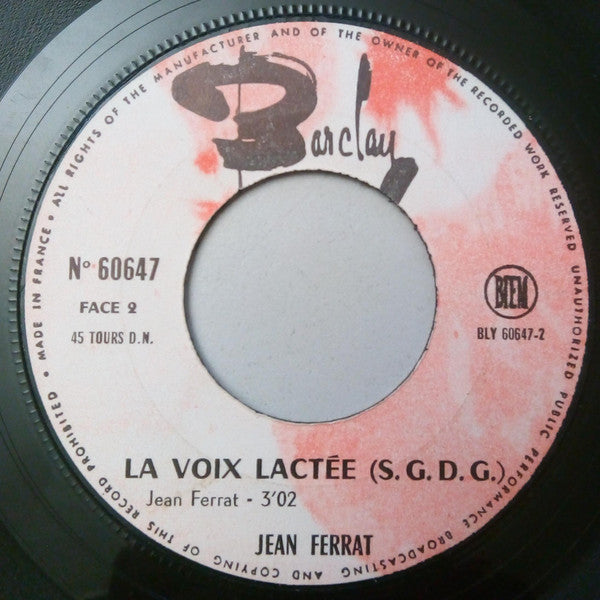 • MADE IN FRANCE • ALL RIGHTS OF THE MANUFACTURER AND OF THE OWNER OF THE RECORDED WORK RESERVED UNAUTHORIZED PUBLIC PERFORMANCE BROADCASTING AND COPYING OF THIS RECORD PROHIBITED
Barclay
N° 60647
FACE 2
45 TOURS D.N.
BIEM
BLY 60647-2
LA VOIX LACTÉE (S.G.D.G.)
Jean Ferrat - 3'02
JEAN FERRAT